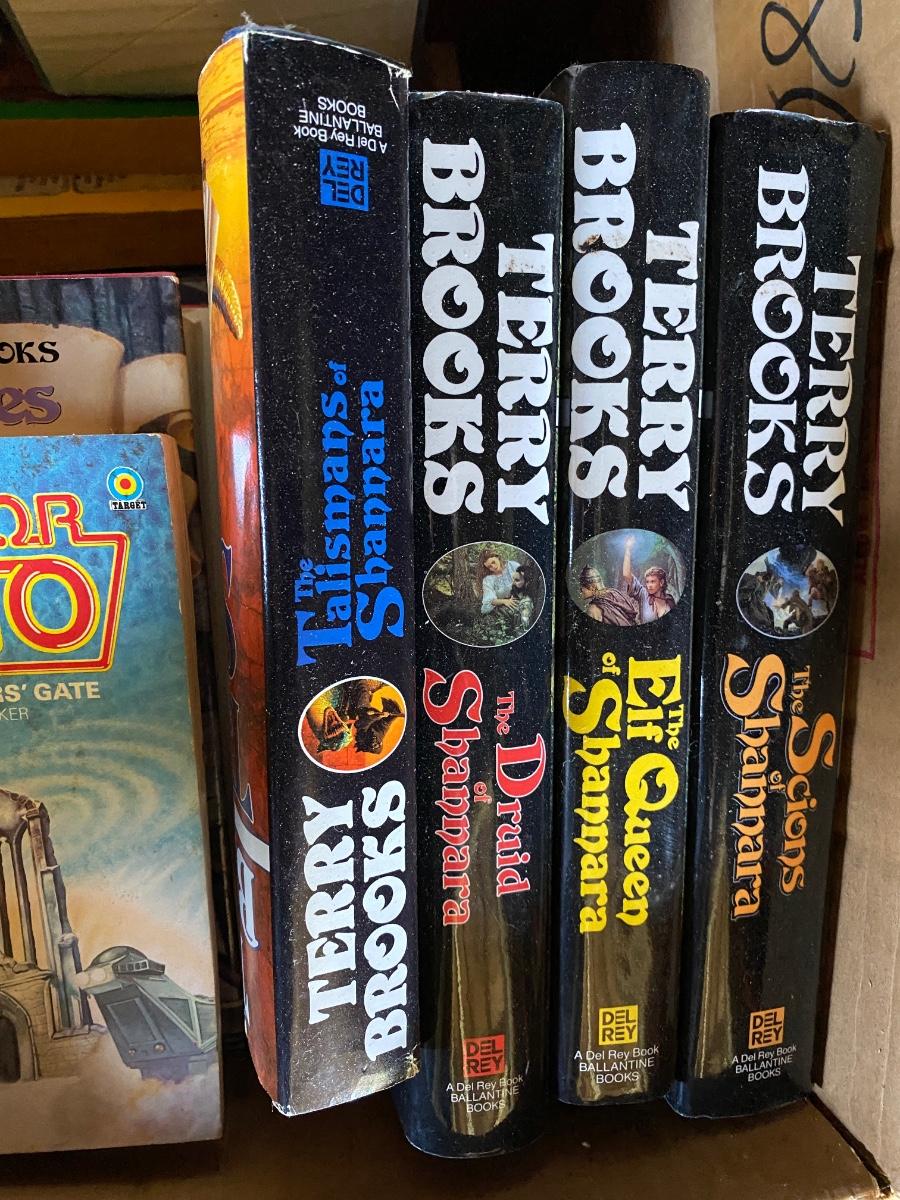 OKS
es
TARGET
OR
O
RS' GATE
KER
A Del Rey Book
BALLANTINE
BOOKS
DEL
REY
The
Talismans of
Shannara
TERRY
BROOKS
TERRY
BROOKS
The
Druid
of
Shannara
DEL
REY
A Del Rey Book
BALLANTINE
BOOKS
TERRY
BROOKS
The
Elf Queen
of
Shannara
DEL
REY
A Del Rey Book
BALLANTINE
BOOKS
TERRY
BROOKS
The
Scions
of
Shannara
DEL
REY
A Del Rey Book
BALLANTINE
BOOKS